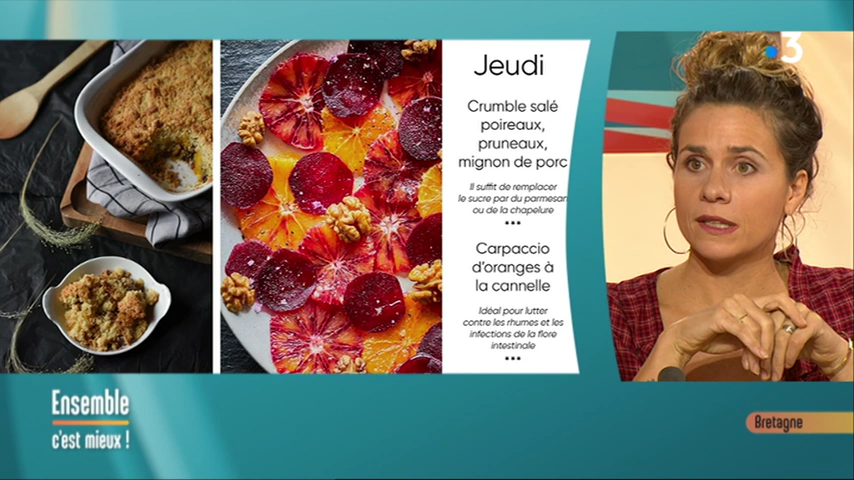 3
Jeudi
Crumble salé
poireaux,
pruneaux,
mignon de porc
Il suffit de remplacer
le sucre par du parmesan
ou de la chapelure
•••
Carpaccio
d'oranges à
la cannelle
Idéal pour lutter
contre les rhumes et les
infections de la flore
intestinale
•••
Ensemble
c'est mieux !
Bretagne